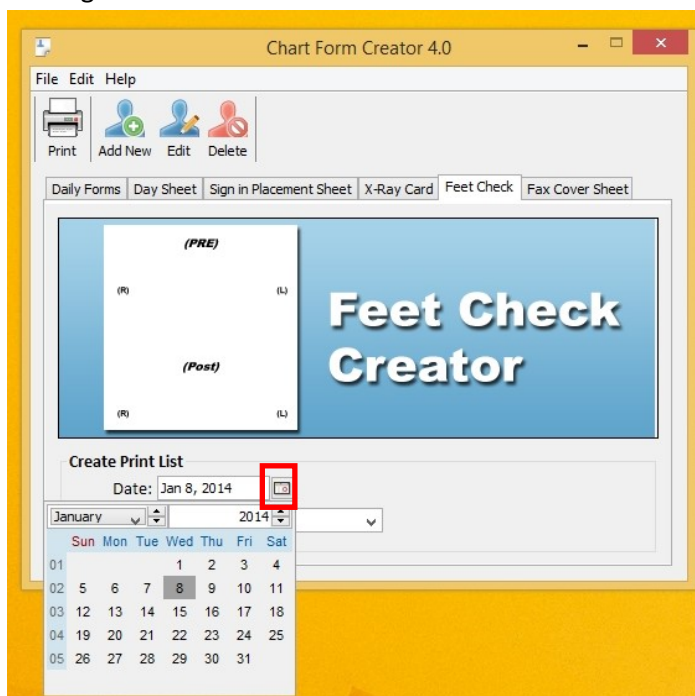 Chart Form Creator 4.0
File Edit Help
Print Add New Edit Delete
Daily Forms Day Sheet Sign in Placement Sheet X-Ray Card Feet Check Fax Cover Sheet
(PRE)
(R) (L)
(Post)
(R) (L)
Feet Check
Creator
Create Print List
Date: Jan 8, 2014
January 2014
Sun Mon Tue Wed Thu Fri Sat
01 1 2 3 4
02 5 6 7 8 9 10 11
03 12 13 14 15 16 17 18
04 19 20 21 22 23 24 25
05 26 27 28 29 30 31